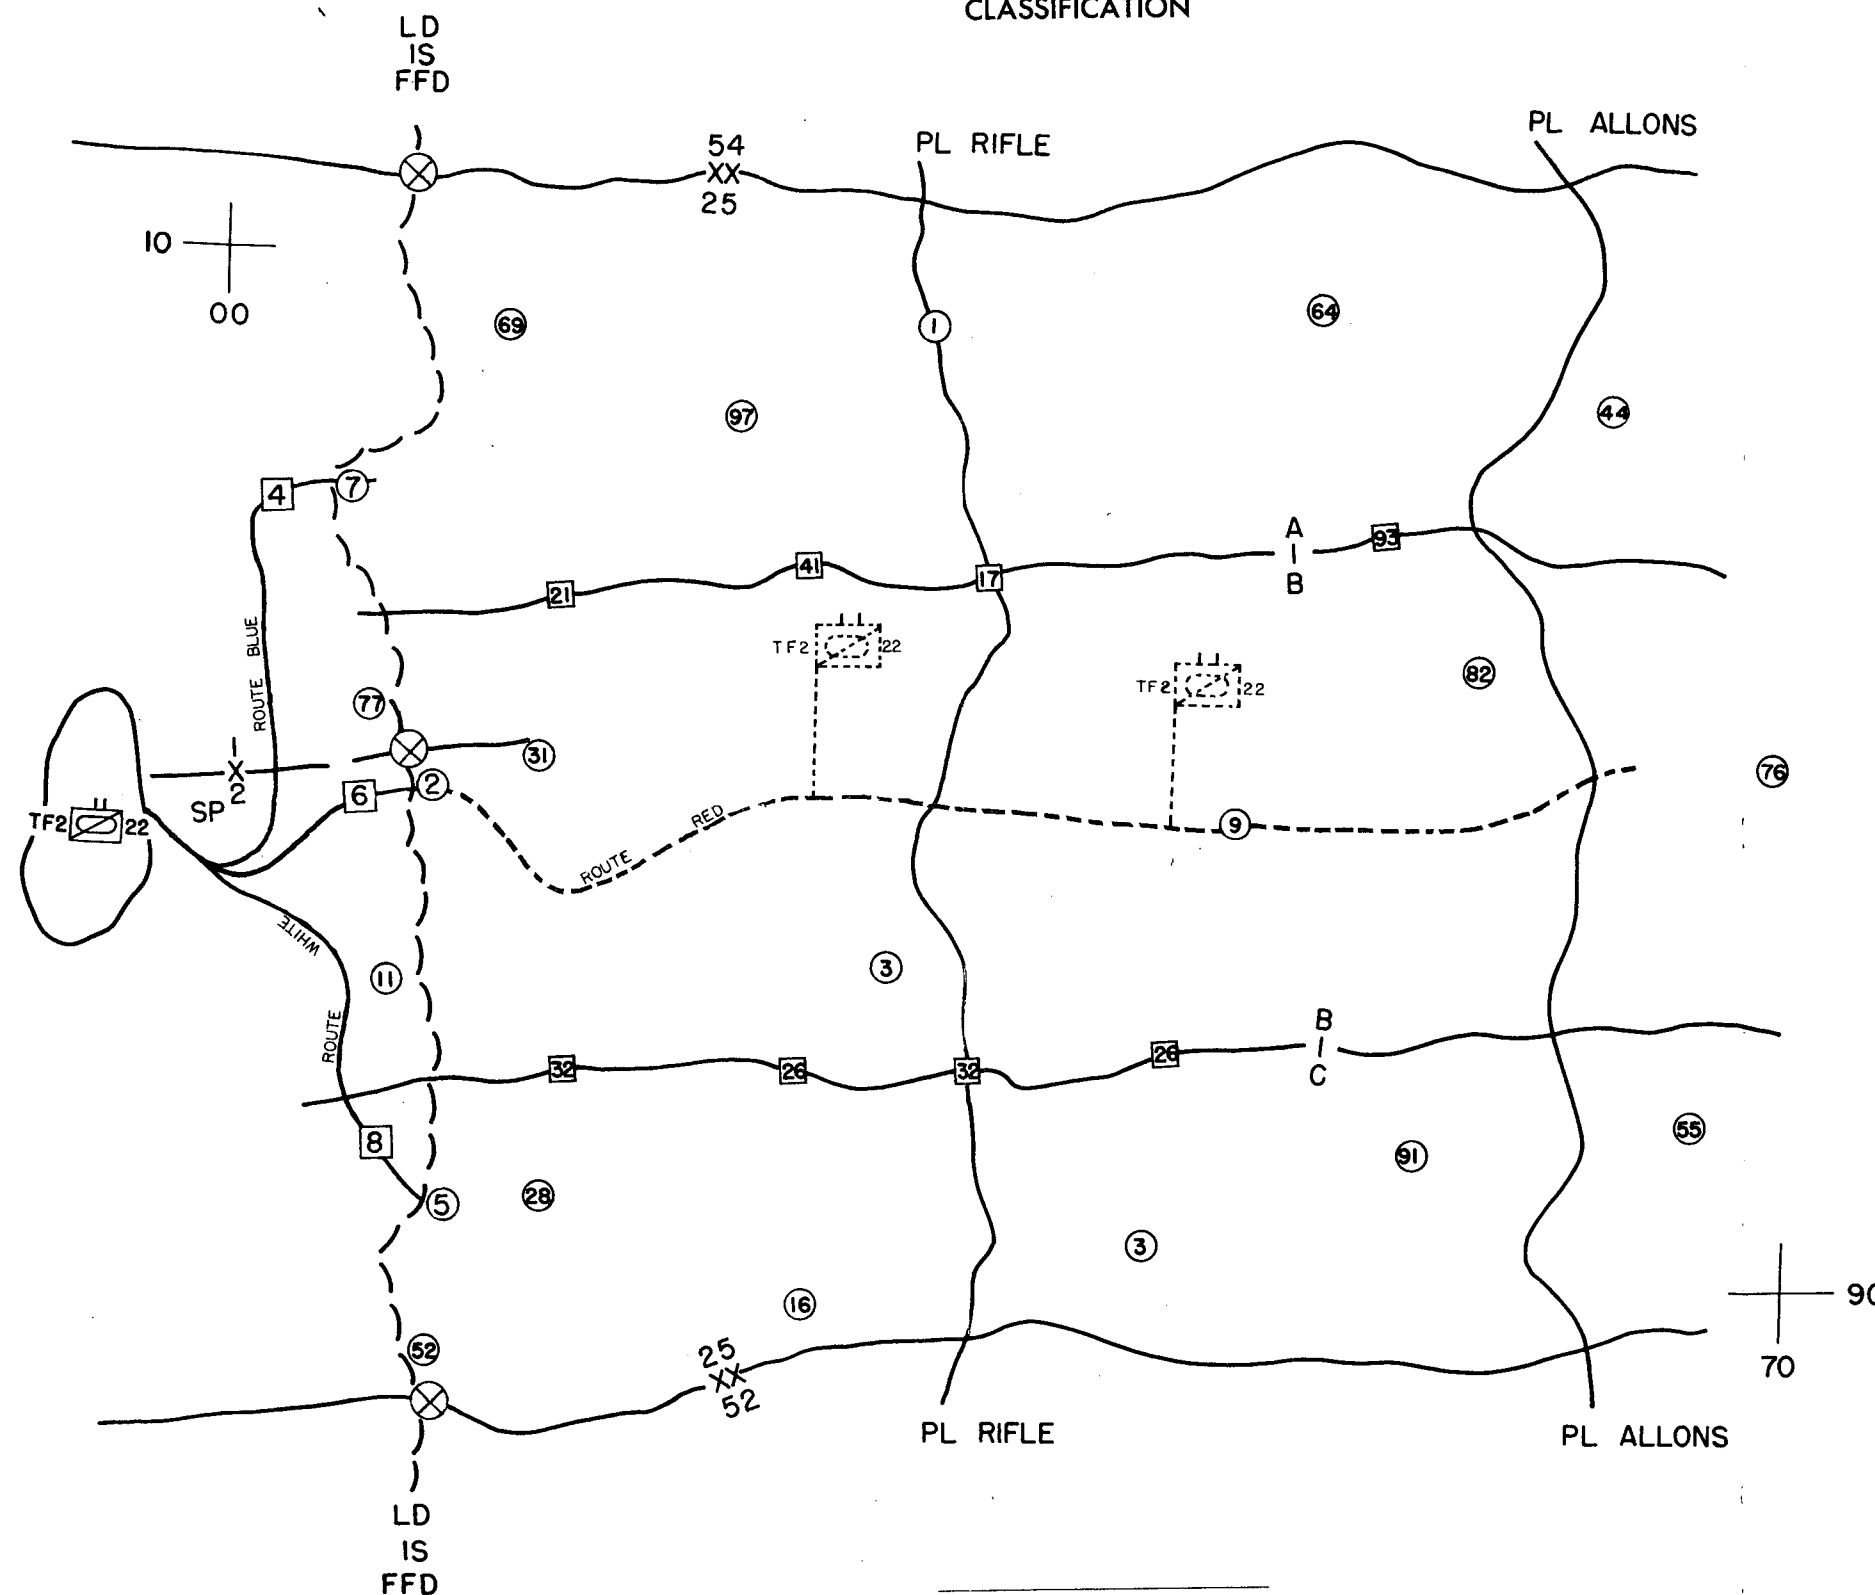 CLASSIFICATION
LD
IS
FFD
54
XX
25
PL RIFLE
PL ALLONS
10
00
69
1
64
97
44
4
7
A
I
B
93
41
17
21
ROUTE BLUE
TF2 22
TF2 22
82
77
1
X
2
31
76
SP
6
2
TF2 22
ROUTE RED
9
WHITE
ROUTE
11
3
B
I
C
32
26
32
26
8
55
91
5
28
3
16
90
70
52
25
XX
52
PL RIFLE
PL ALLONS
LD
IS
FFD